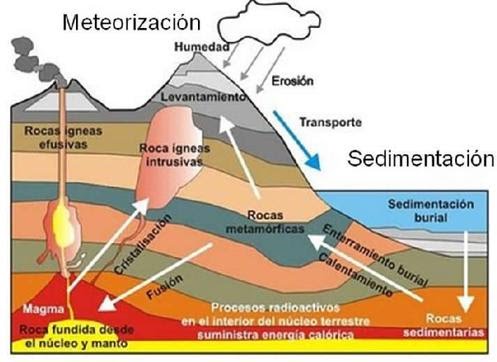 Meteorización
Humedad
Erosión
Levantamiento
Transporte
Rocas ígneas
efusivas
Roca ígneas
intrusivas
Sedimentación
Sedimentación
burial
Rocas
metamórficas
Cristalisación
Enterramiento burial
Calentamiento
Fusión
Magma
Roca fundida desde
el núcleo y manto
Procesos radioactivos
en el interior del núcleo terrestre
suministra energía calórica
Rocas
sedimentarias